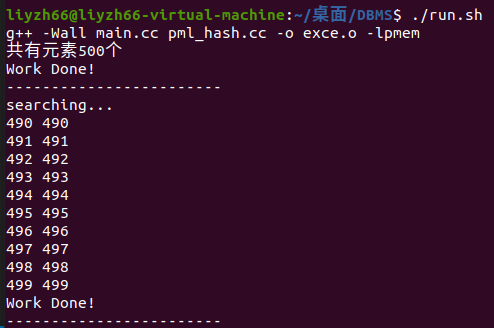 liyzh66@liyzh66-virtual-machine:~/桌面/DBMS$ ./run.sh
g++ -Wall main.cc pml_hash.cc -o exce.o -lpmem
共有元素500个
Work Done!
-------------------------
searching...
490 490
491 491
492 492
493 493
494 494
495 495
496 496
497 497
498 498
499 499
Work Done!
-------------------------